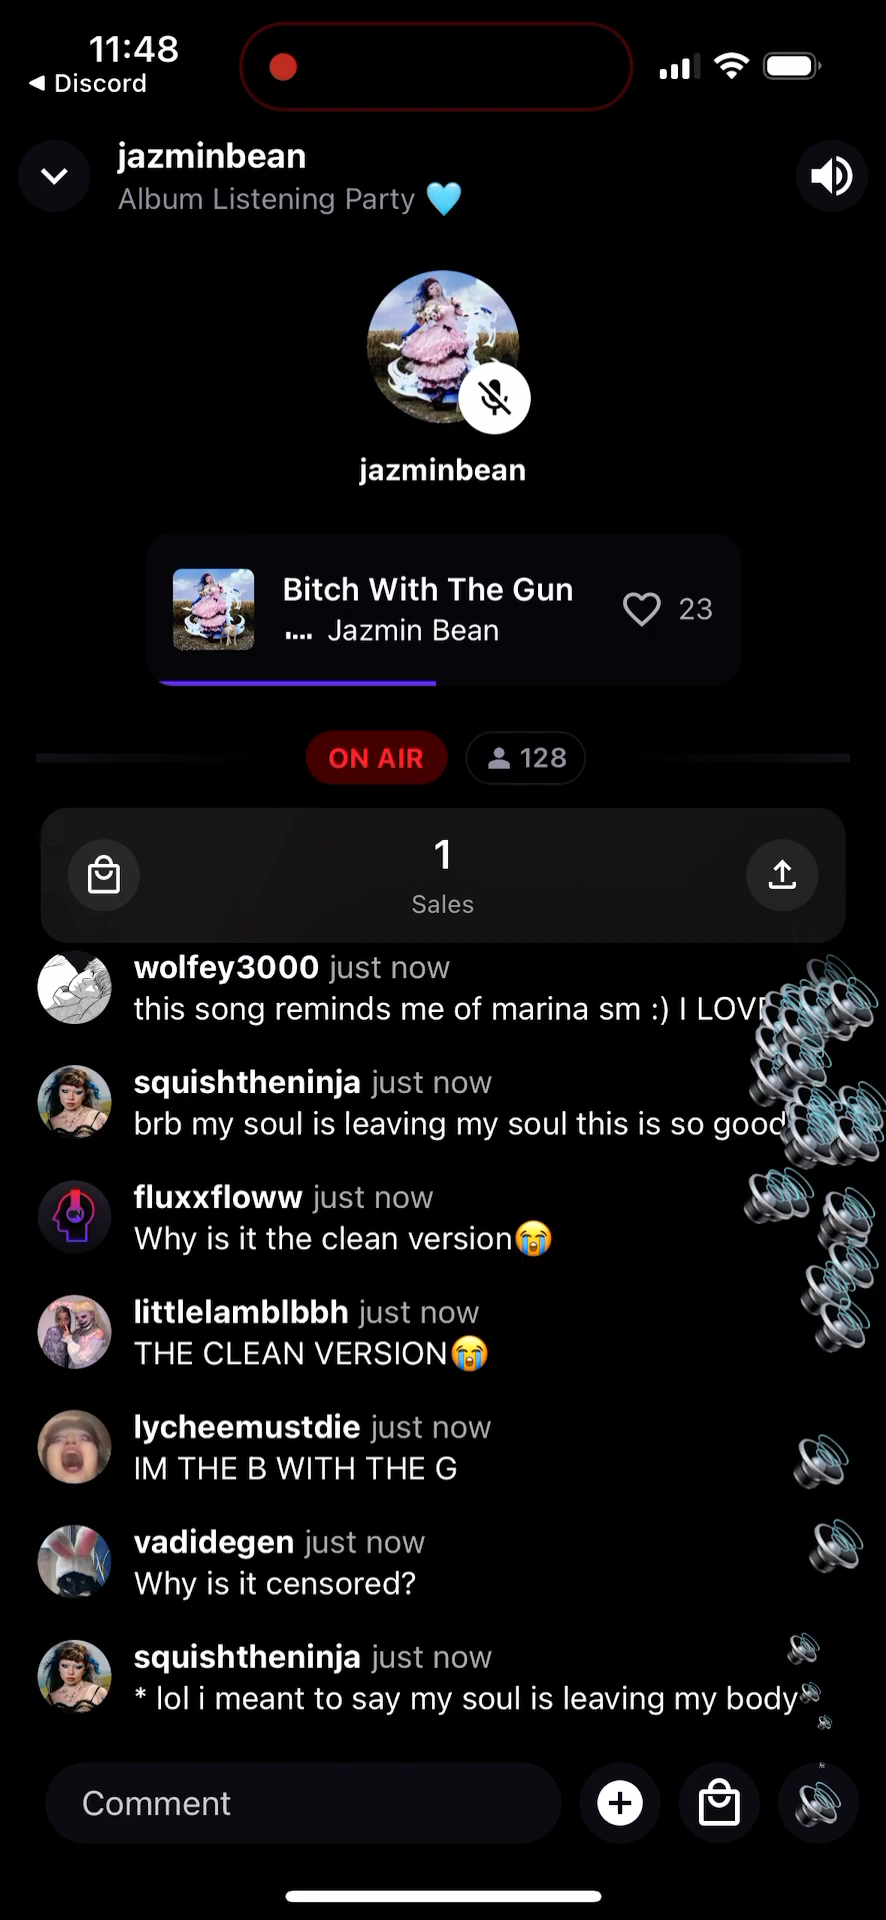 11:48
◀ Discord
jazminbean
Album Listening Party 🩵
jazminbean
Bitch With The Gun
Jazmin Bean
23
ON AIR
128
1
Sales
wolfey3000 just now
this song reminds me of marina sm :) I LOV
squishtheninja just now
brb my soul is leaving my soul this is so good
fluxxfloww just now
Why is it the clean version😭
littlelamblbbh just now
THE CLEAN VERSION😭
lycheemustdie just now
IM THE B WITH THE G
vadidegen just now
Why is it censored?
squishtheninja just now
* lol i meant to say my soul is leaving my body
Comment